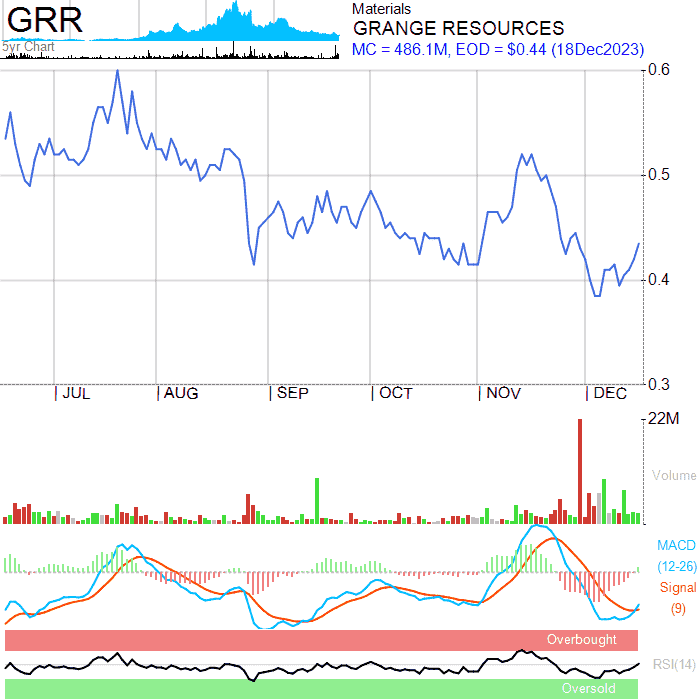 GRR
5yr Chart
Materials
GRANGE RESOURCES
MC = 486.1M, EOD = $0.44 (18Dec2023)
0.6
0.5
0.4
0.3
JUL AUG SEP OCT NOV DEC
22M
Volume
MACD
(12-26)
Signal
(9)
Overbought
RSI(14)
Oversold